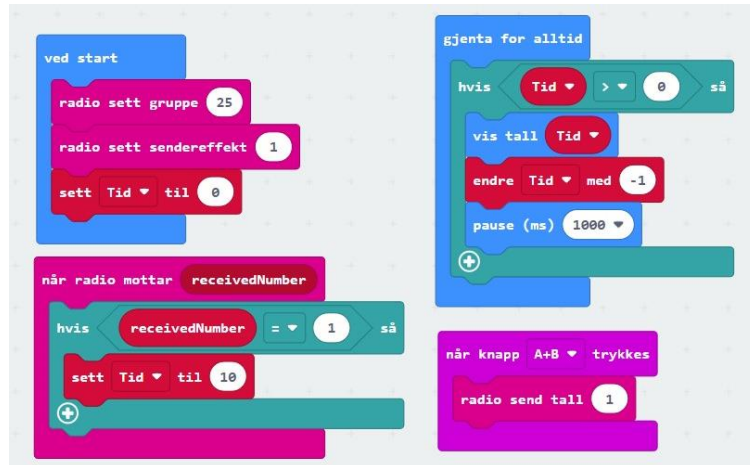 ved start
radio sett gruppe 25
radio sett sendereffekt 1
sett Tid til 0
når radio mottar receivedNumber
hvis receivedNumber = 1 så
sett Tid til 10
gjenta for alltid
hvis Tid > 0 så
vis tall Tid
endre Tid med -1
pause (ms) 1000
når knapp A+B trykkes
radio send tall 1